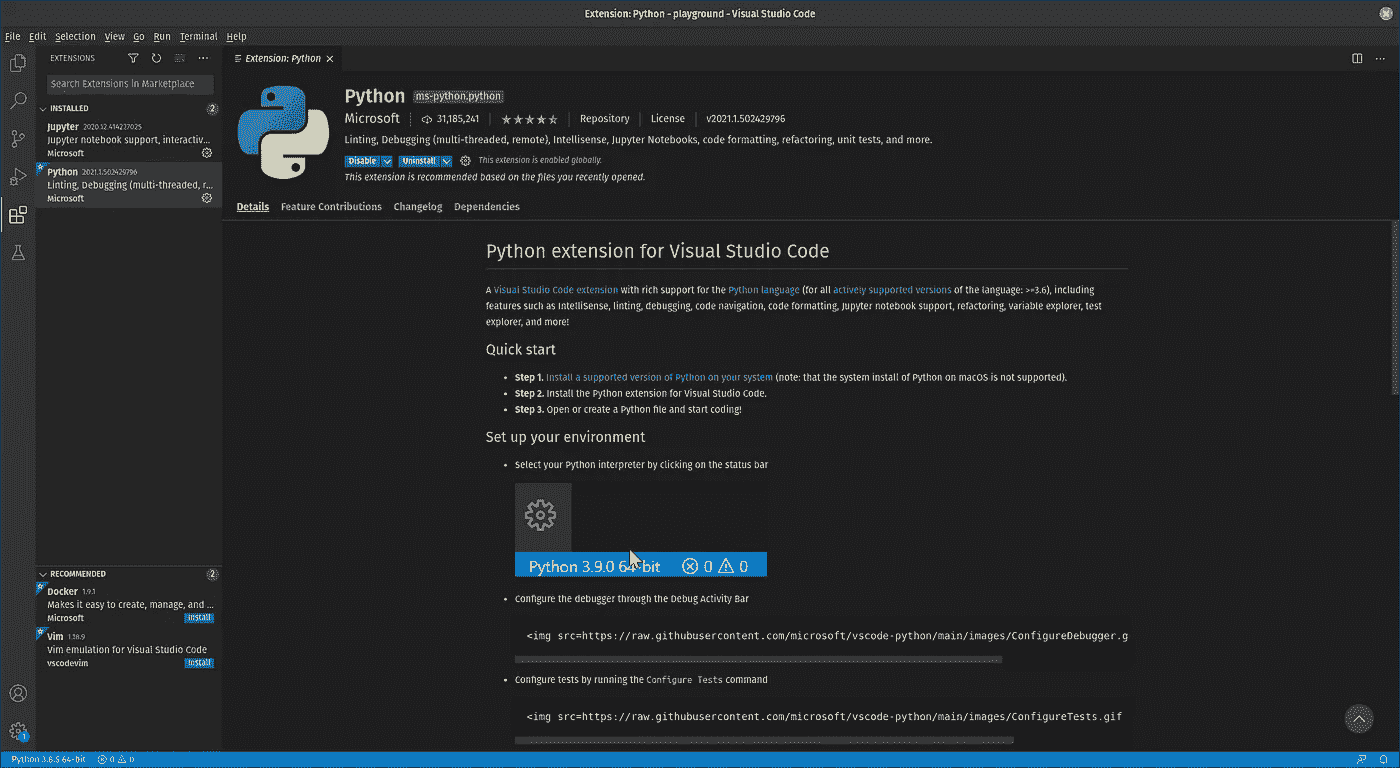 Extension: Python - playground - Visual Studio Code
File Edit Selection View Go Run Terminal Help
EXTENSIONS
Search Extensions in Marketplace
INSTALLED 2
Jupyter 2020.12.414227025
Jupyter notebook support, interactiv...
Microsoft
Python 2021.1.502429796
Linting, Debugging (multi-threaded, r...
Microsoft
RECOMMENDED 2
Docker 1.9.1
Makes it easy to create, manage, and ...
Microsoft Install
Vim 1.18.9
Vim emulation for Visual Studio Code
vscodevim Install
Extension: Python
Python ms-python.python
Microsoft 31,185,241 Repository License v2021.1.502429796
Linting, Debugging (multi-threaded, remote), Intellisense, Jupyter Notebooks, code formatting, refactoring, unit tests, and more.
Disable Uninstall This extension is enabled globally.
This extension is recommended based on the files you recently opened.
Details Feature Contributions Changelog Dependencies
Python extension for Visual Studio Code
A Visual Studio Code extension with rich support for the Python language (for all actively supported versions of the language: >=3.6), including
features such as IntelliSense, linting, debugging, code navigation, code formatting, Jupyter notebook support, refactoring, variable explorer, test
explorer, and more!
Quick start
• Step 1. Install a supported version of Python on your system (note: that the system install of Python on macOS is not supported).
• Step 2. Install the Python extension for Visual Studio Code.
• Step 3. Open or create a Python file and start coding!
Set up your environment
• Select your Python interpreter by clicking on the status bar
Python 3.9.0 64-bit 0 0
• Configure the debugger through the Debug Activity Bar
<img src=https://raw.githubusercontent.com/microsoft/vscode-python/main/images/ConfigureDebugger.g
• Configure tests by running the Configure Tests command
<img src=https://raw.githubusercontent.com/microsoft/vscode-python/main/images/ConfigureTests.gif
1
Python 3.8.5 64-bit 0 0